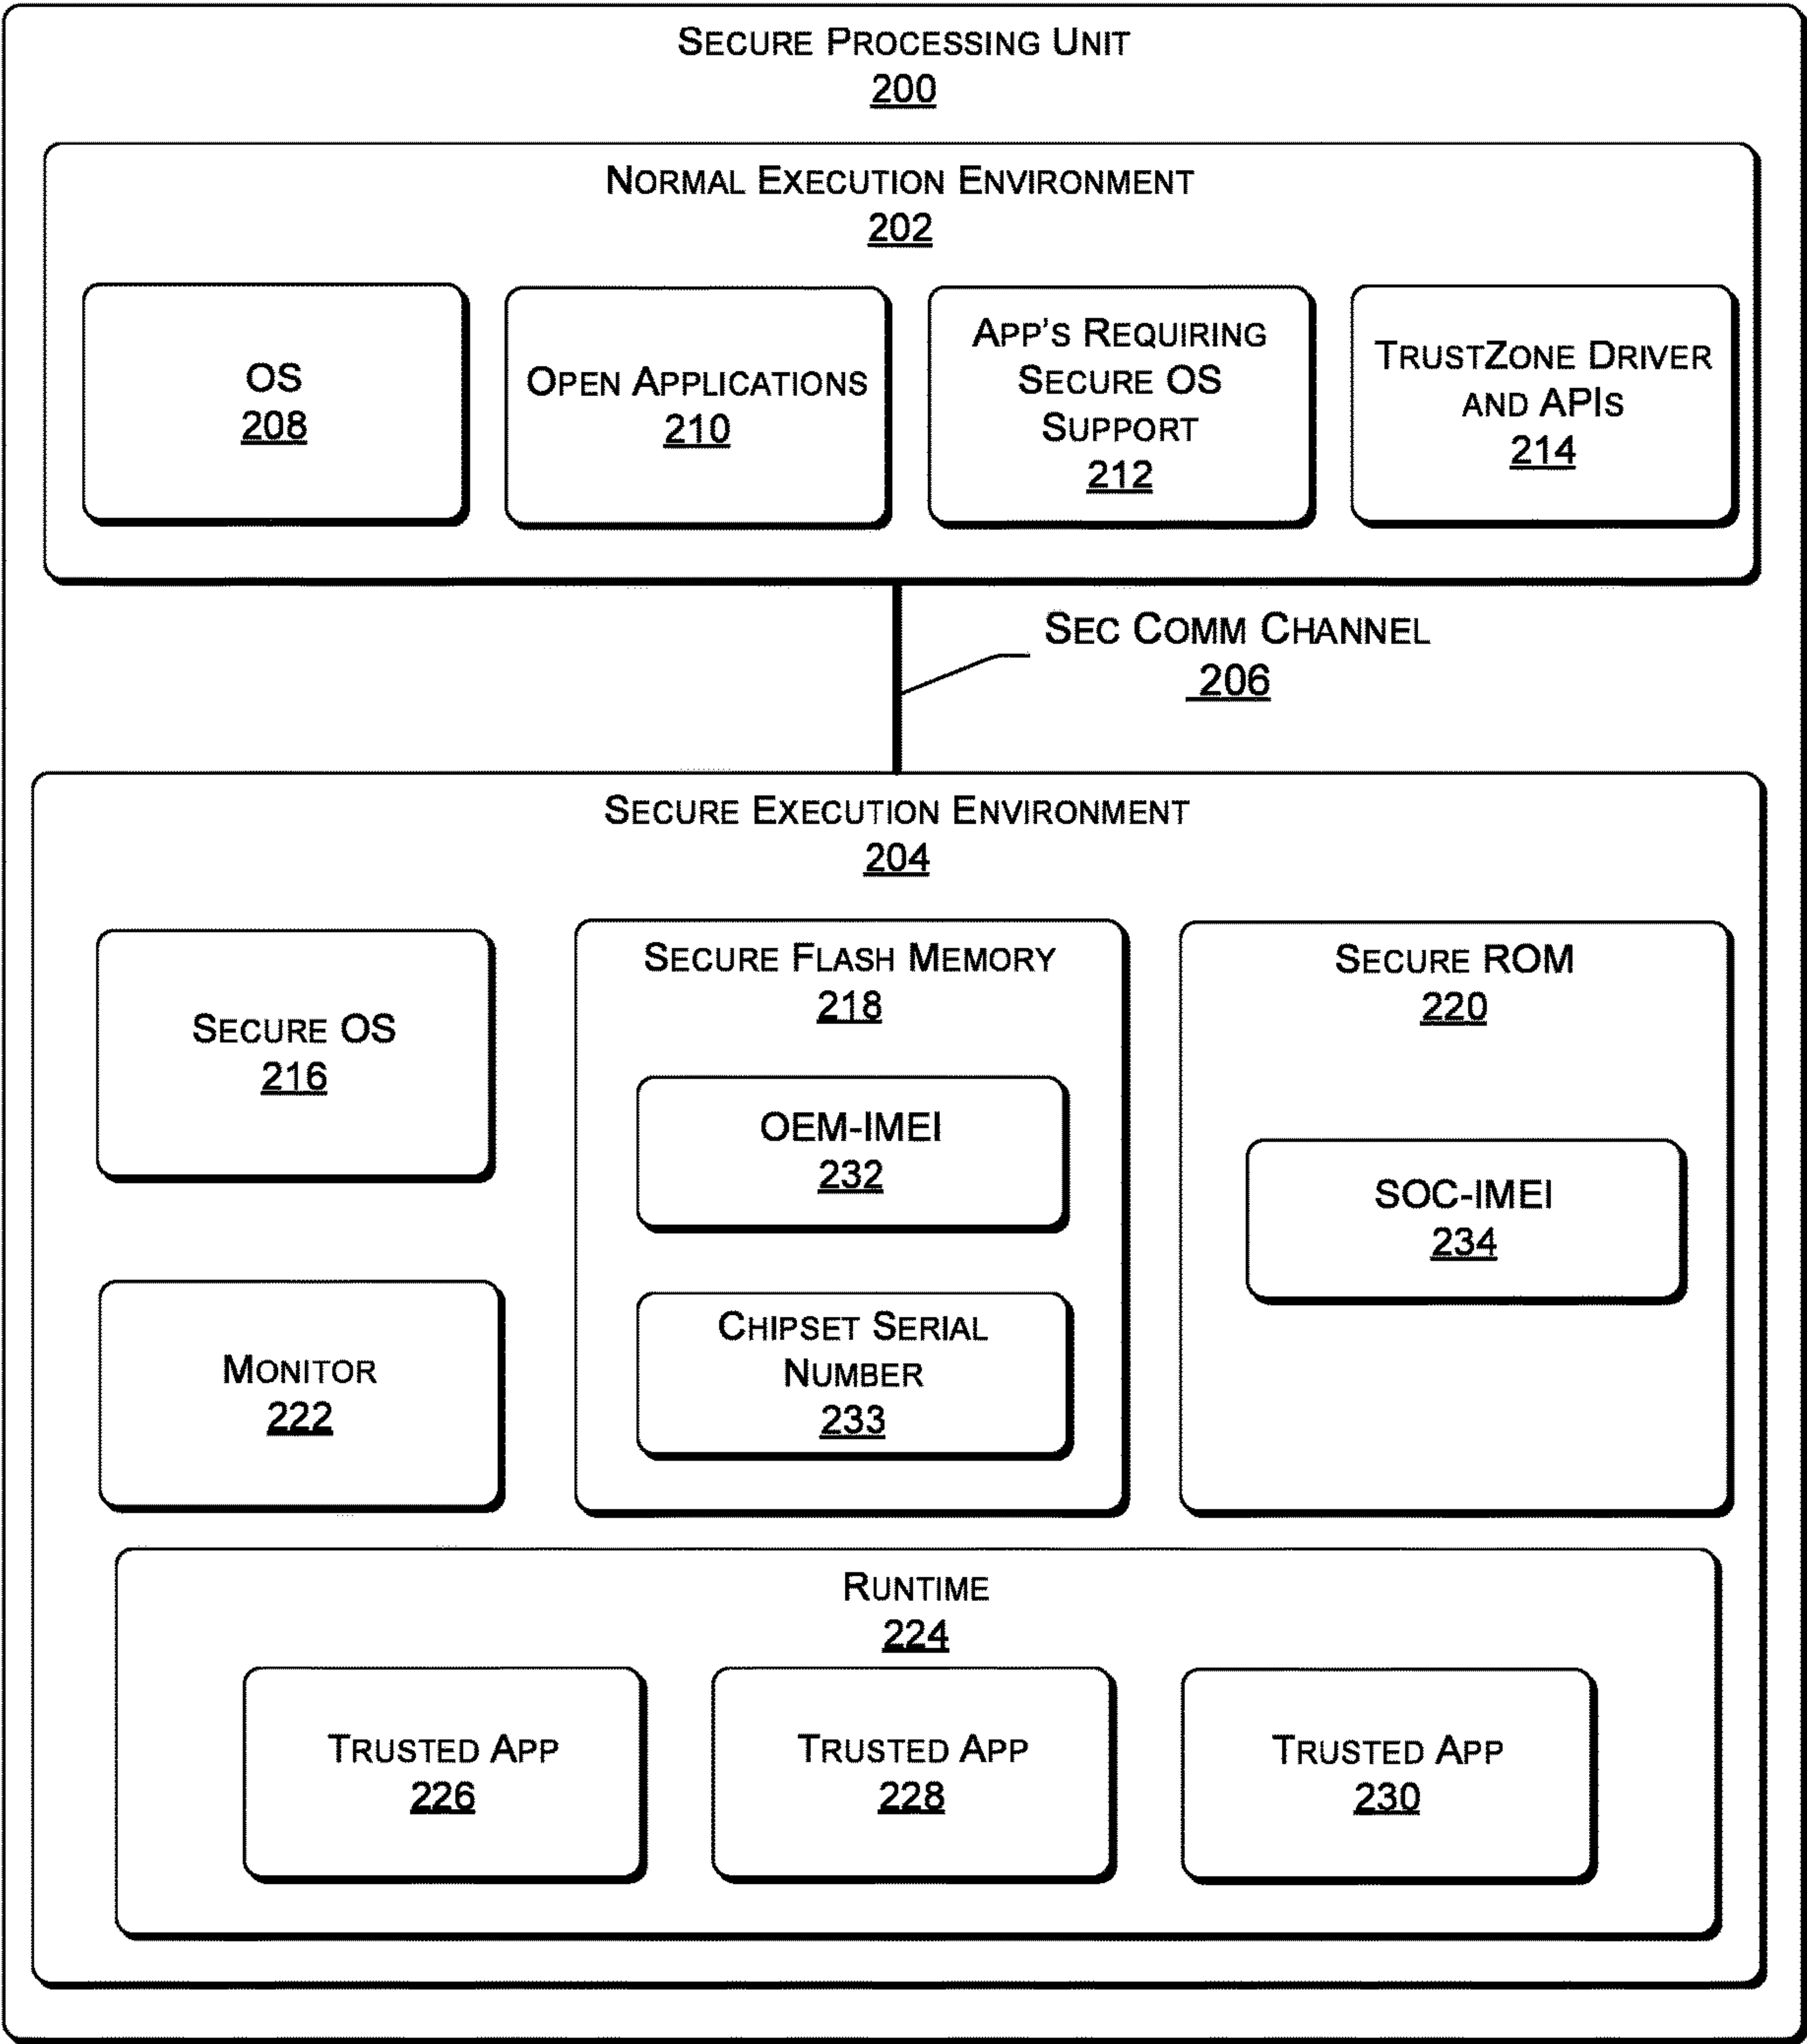 SECURE PROCESSING UNIT
200
NORMAL EXECUTION ENVIRONMENT
202
OS
208
OPEN APPLICATIONS
210
APP'S REQUIRING
SECURE OS
SUPPORT
212
TRUSTZONE DRIVER
AND APIS
214
SEC COMM CHANNEL
206
SECURE EXECUTION ENVIRONMENT
204
SECURE OS
216
MONITOR
222
SECURE FLASH MEMORY
218
OEM-IMEI
232
CHIPSET SERIAL
NUMBER
233
SECURE ROM
220
SOC-IMEI
234
RUNTIME
224
TRUSTED APP
226
TRUSTED APP
228
TRUSTED APP
230